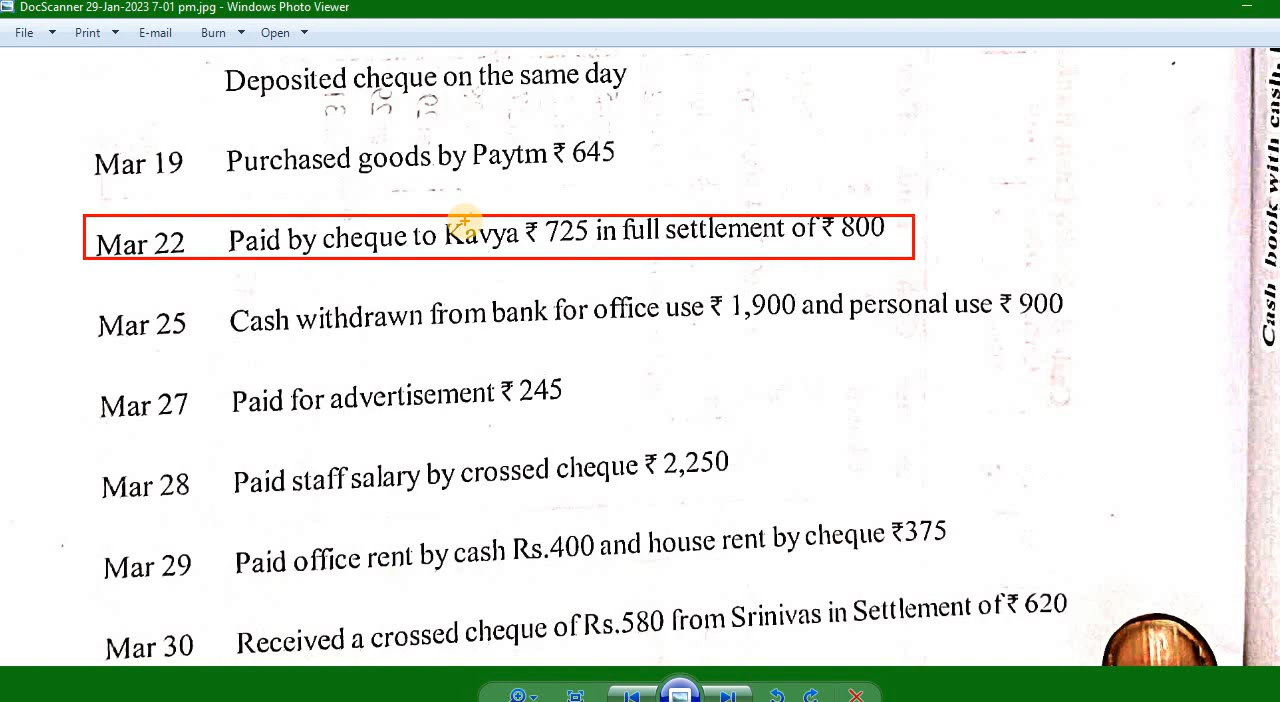 DocScanner 29-Jan-2023 7-01 pm.jpg - Windows Photo Viewer
File Print E-mail Burn Open
Deposited cheque on the same day
Mar 19 Purchased goods by Paytm ₹ 645
Mar 22 Paid by cheque to Kavya ₹ 725 in full settlement of ₹ 800
Mar 25 Cash withdrawn from bank for office use ₹ 1,900 and personal use ₹ 900
Mar 27 Paid for advertisement ₹ 245
Mar 28 Paid staff salary by crossed cheque ₹ 2,250
Mar 29 Paid office rent by cash Rs.400 and house rent by cheque ₹375
Mar 30 Received a crossed cheque of Rs.580 from Srinivas in Settlement of ₹ 620
Cash book with cash,